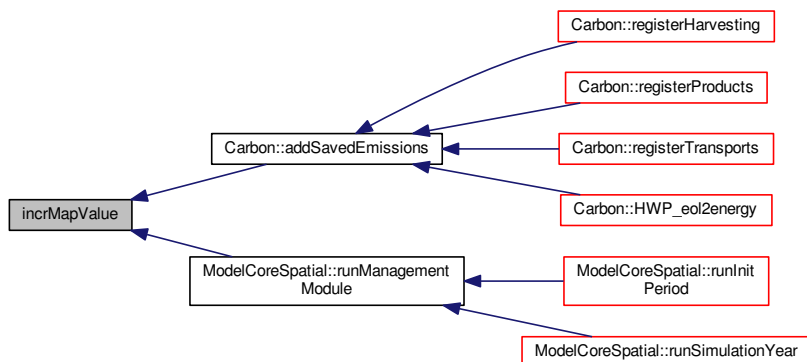 Carbon::registerHarvesting
Carbon::registerProducts
Carbon::addSavedEmissions
Carbon::registerTransports
Carbon::HWP_eol2energy
incrMapValue
ModelCoreSpatial::runManagement
Module
ModelCoreSpatial::runInit
Period
ModelCoreSpatial::runSimulationYear